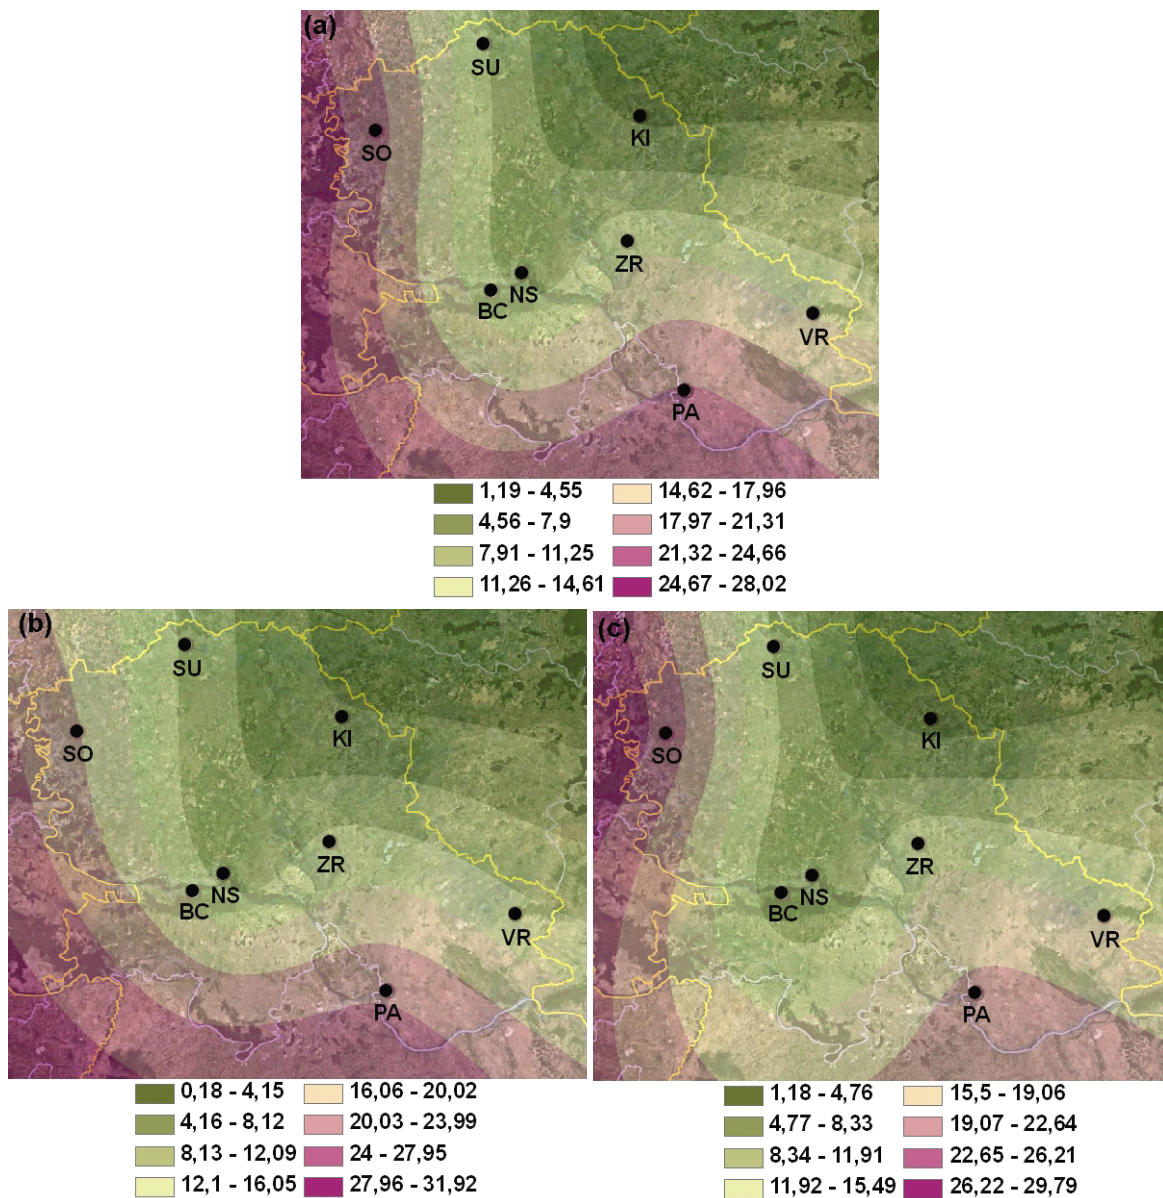 (a)
SU
KI
SO
ZR
NS
BC
VR
PA
1,19 - 4,55
4,56 - 7,9
7,91 - 11,25
11,26 - 14,61
14,62 - 17,96
17,97 - 21,31
21,32 - 24,66
24,67 - 28,02
(b)
SU
KI
SO
ZR
NS
BC
VR
PA
0,18 - 4,15
4,16 - 8,12
8,13 - 12,09
12,1 - 16,05
16,06 - 20,02
20,03 - 23,99
24 - 27,95
27,96 - 31,92
(c)
SU
KI
SO
ZR
NS
BC
VR
PA
1,18 - 4,76
4,77 - 8,33
8,34 - 11,91
11,92 - 15,49
15,5 - 19,06
19,07 - 22,64
22,65 - 26,21
26,22 - 29,79